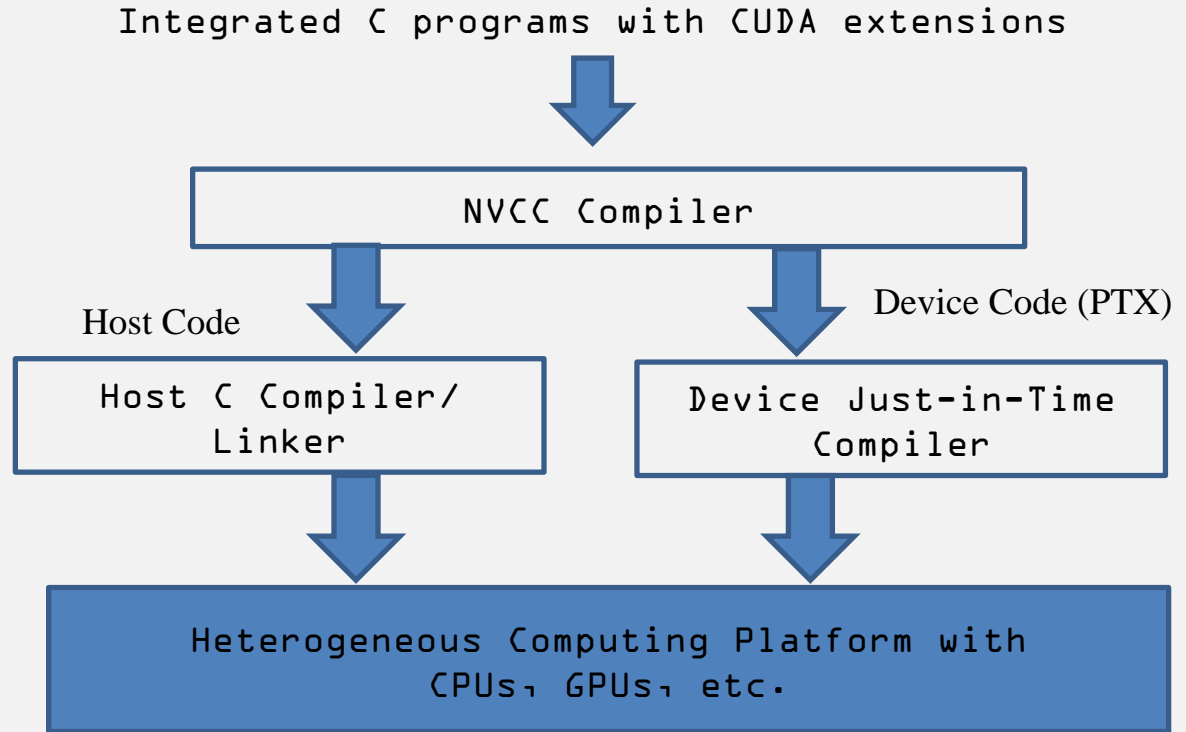 Integrated C programs with CUDA extensions
NVCC Compiler
Host Code
Device Code (PTX)
Host C Compiler/
Linker
Device Just-in-Time
Compiler
Heterogeneous Computing Platform with
CPUs, GPUs, etc.